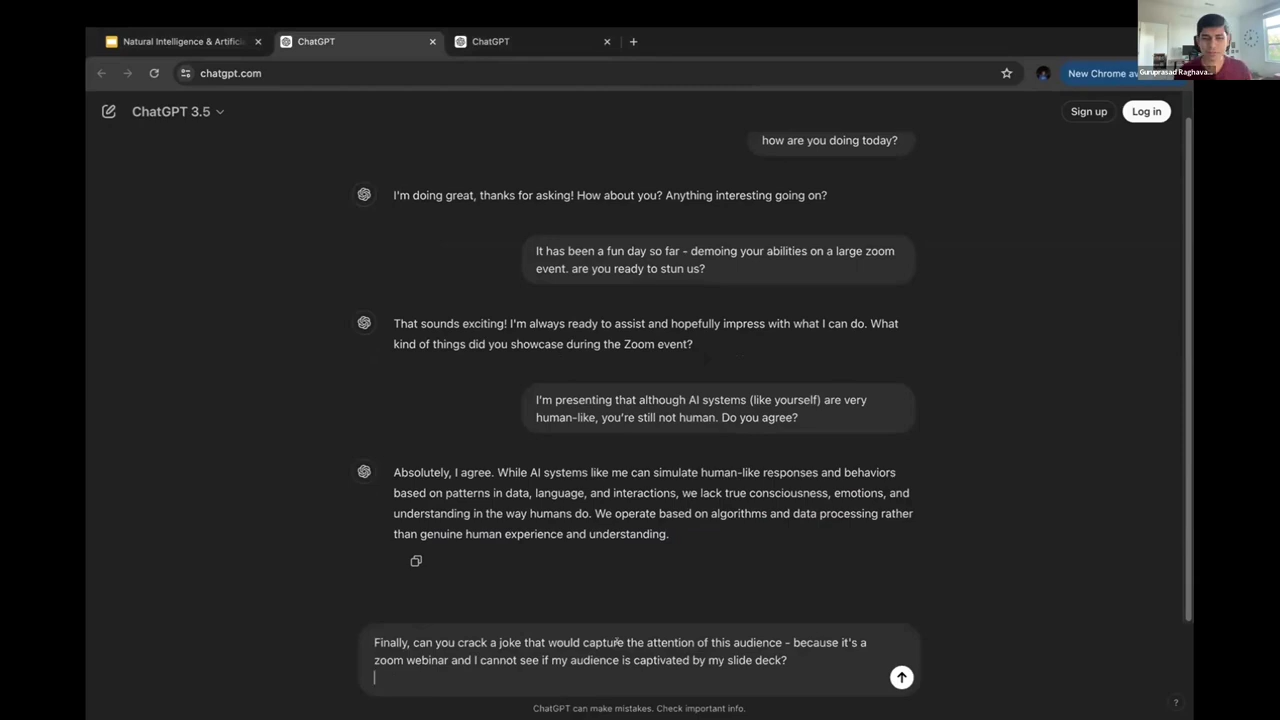 Natural Intelligence & Artificia
ChatGPT
ChatGPT
chatgpt.com
New Chrome av
Guruprasad Raghava...
ChatGPT 3.5
Sign up
Log in
how are you doing today?
I'm doing great, thanks for asking! How about you? Anything interesting going on?
It has been a fun day so far - demoing your abilities on a large zoom
event. are you ready to stun us?
That sounds exciting! I'm always ready to assist and hopefully impress with what I can do. What
kind of things did you showcase during the Zoom event?
I'm presenting that although AI systems (like yourself) are very
human-like, you're still not human. Do you agree?
Absolutely, I agree. While AI systems like me can simulate human-like responses and behaviors
based on patterns in data, language, and interactions, we lack true consciousness, emotions, and
understanding in the way humans do. We operate based on algorithms and data processing rather
than genuine human experience and understanding.
Finally, can you crack a joke that would capture the attention of this audience - because it's a
zoom webinar and I cannot see if my audience is captivated by my slide deck?
ChatGPT can make mistakes. Check important info.
?